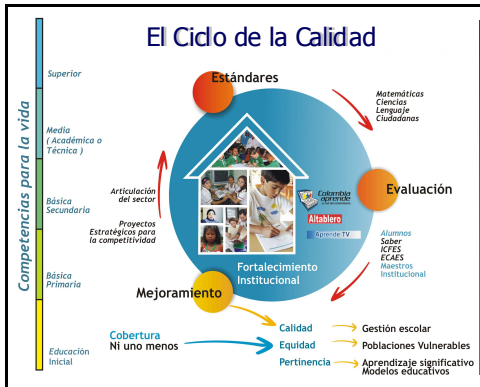 El Ciclo de la Calidad
Competencias para la vida
Superior
Media
( Académica o
Técnica )
Básica
Secundaria
Básica
Primaria
Educación
Inicial
Estándares
Matemáticas
Ciencias
Lenguaje
Ciudadanas
Evaluación
Alumnos
Saber
ICFES
ECAES
Maestros
Institucional
Articulación
del sector
Proyectos
Estratégicos para
la competitividad
Colombia
aprende
Altablero
Aprende TV
Fortalecimiento
Institucional
Mejoramiento
Cobertura
Ni uno menos
Calidad
Gestión escolar
Equidad
Poblaciones Vulnerables
Pertinencia
Aprendizaje significativo
Modelos educativos